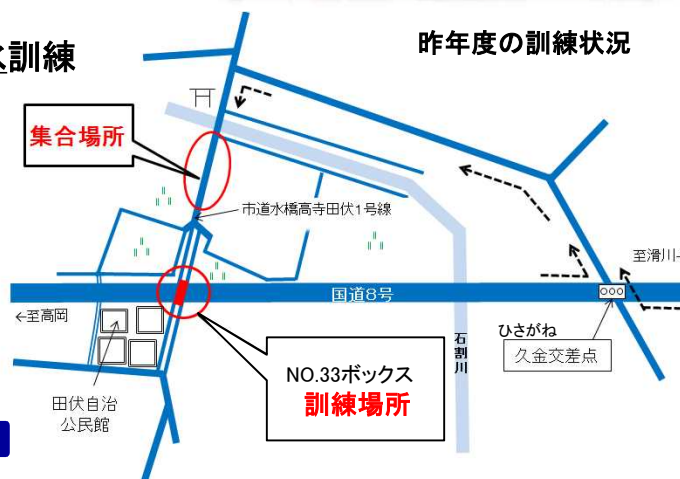 訓練
昨年度の訓練状況
集合場所
市道水橋高寺田伏1号線
至滑川→
国道8号
←至高岡
ひさがね
久金交差点
石割川
NO.33ボックス
訓練場所
田伏自治
公民館